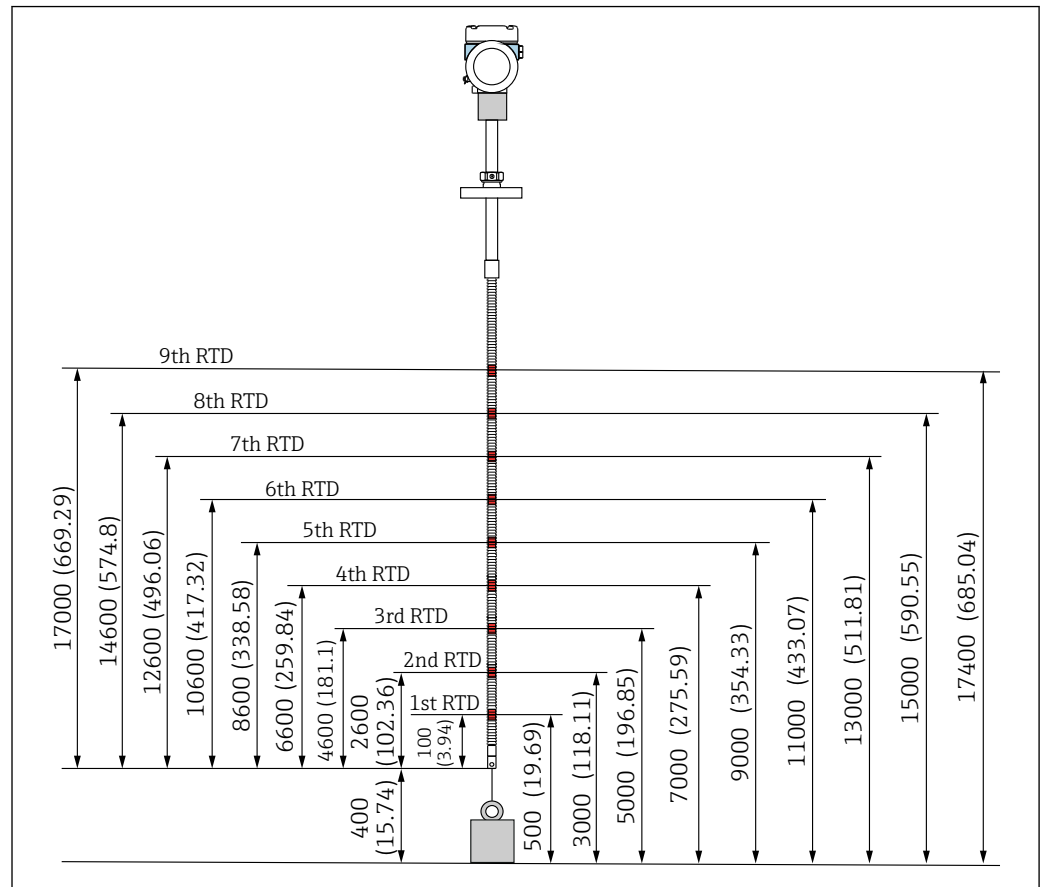 9th RTD
8th RTD
7th RTD
6th RTD
5th RTD
4th RTD
3rd RTD
2nd RTD
1st RTD
17000 (669.29)
14600 (574.8)
12600 (496.06)
10600 (417.32)
8600 (338.58)
6600 (259.84)
4600 (181.1)
2600
(102.36)
100
(3.94)
400
(15.74)
500 (19.69)
3000 (118.11)
5000 (196.85)
7000 (275.59)
9000 (354.33)
11000 (433.07)
13000 (511.81)
15000 (590.55)
17400 (685.04)